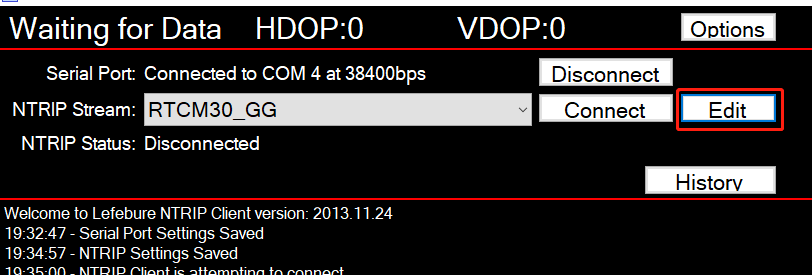 Waiting for Data HDOP:0 VDOP:0 Options
Serial Port: Connected to COM 4 at 38400bps Disconnect
NTRIP Stream: RTCM30_GG Connect Edit
NTRIP Status: Disconnected
History
Welcome to Lefebure NTRIP Client version: 2013.11.24
19:32:47 - Serial Port Settings Saved
19:34:57 - NTRIP Settings Saved
19:35:00 - NTRIP Client is attempting to connect